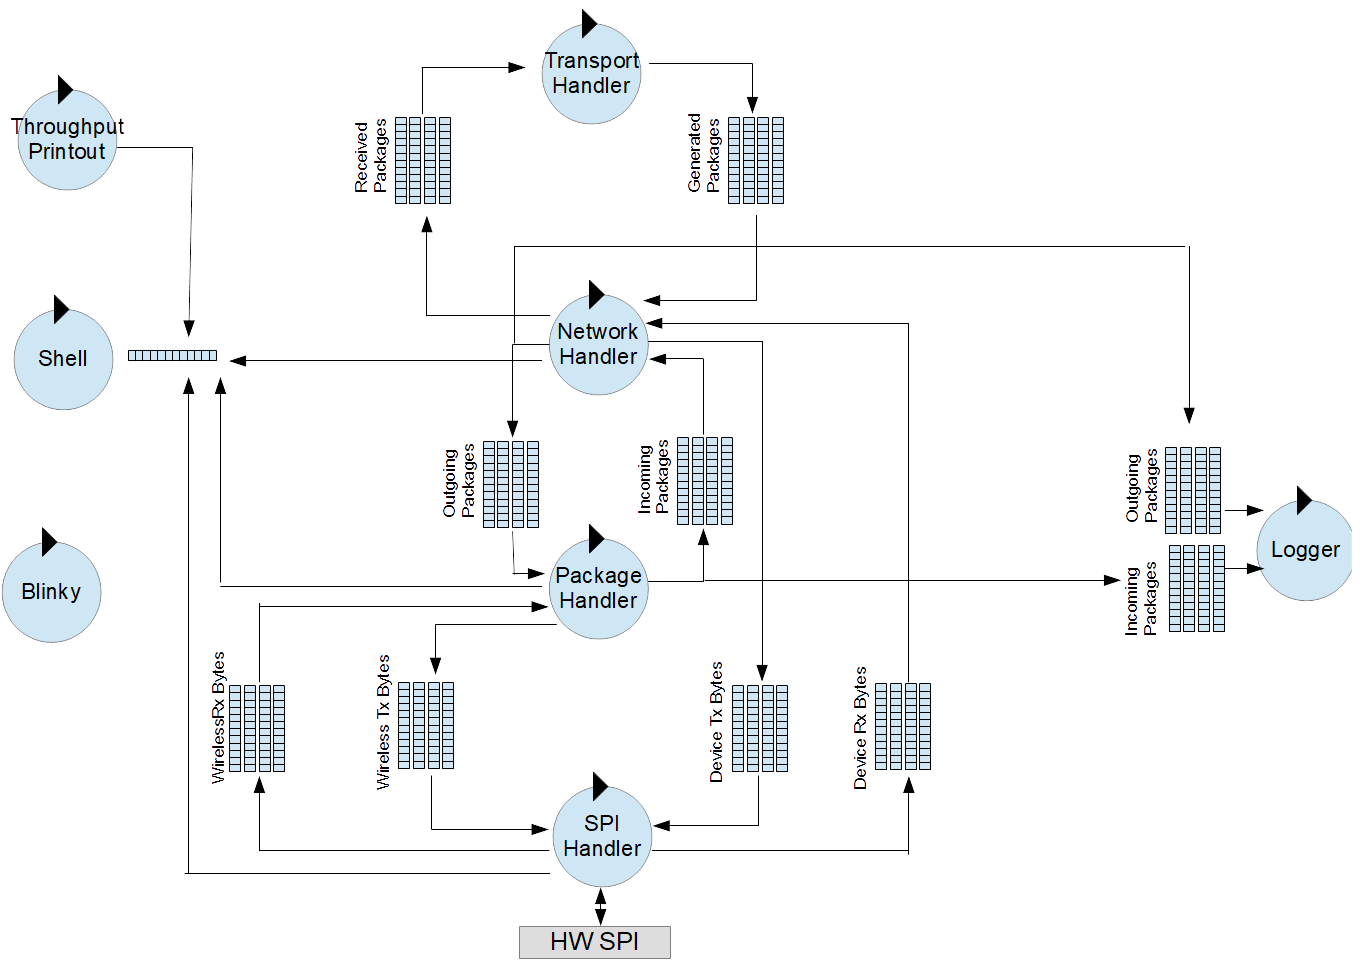 Transport
Handler
Throughput
Printout
Received
Packages
Generated
Packages
Network
Handler
Shell
Outgoing
Packages
Incoming
Packages
Outgoing
Packages
Logger
Incoming
Packages
Package
Handler
Blinky
WirelessRx Bytes
Wireless Tx Bytes
Device Tx Bytes
Device Rx Bytes
SPI
Handler
HW SPI